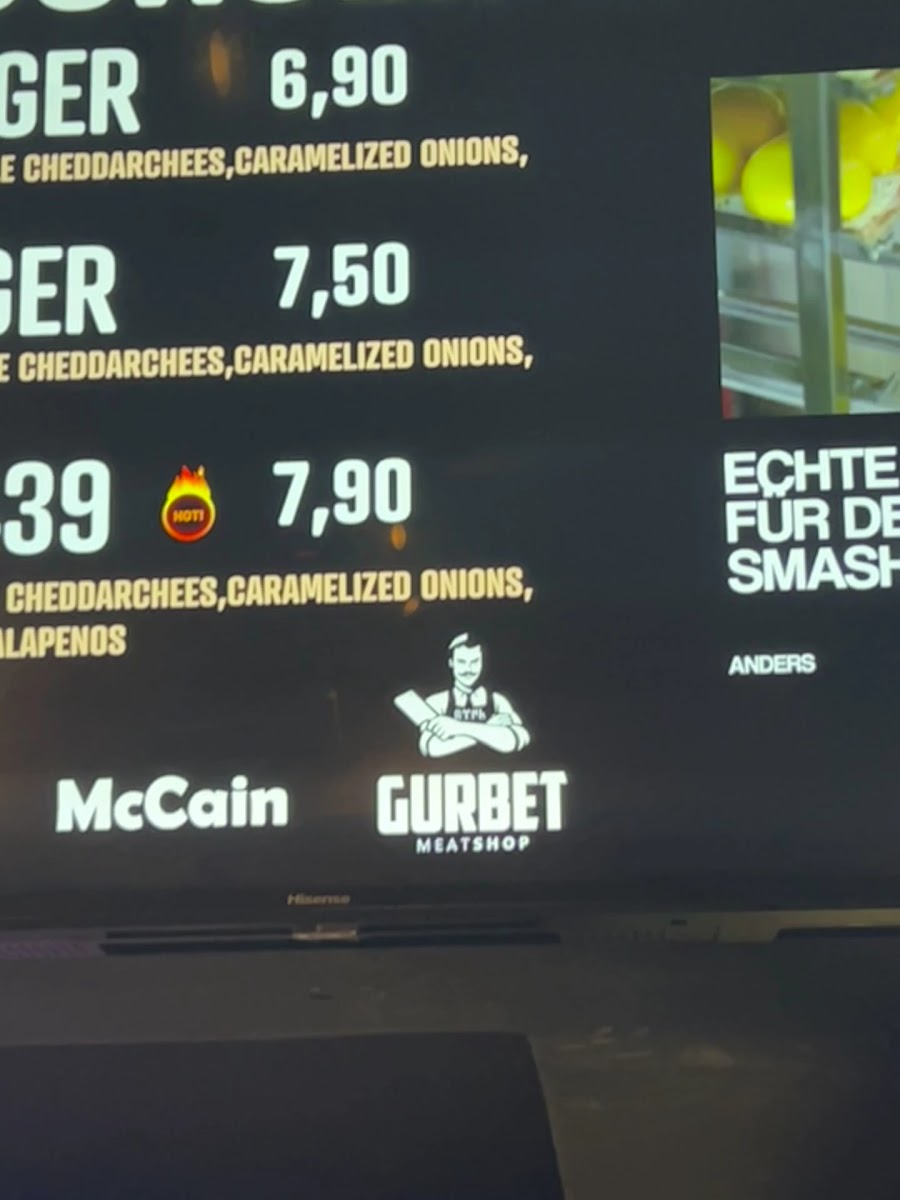 GER 6,90
E CHEDDARCHEES,CARAMELIZED ONIONS,
GER 7,50
E CHEDDARCHEES,CARAMELIZED ONIONS,
39 HOT! 7,90
CHEDDARCHEES,CARAMELIZED ONIONS,
ALAPENOS
McCain
GURBET
MEATSHOP
Hisense
ECHTE
FÜR DE
SMASH
ANDERS